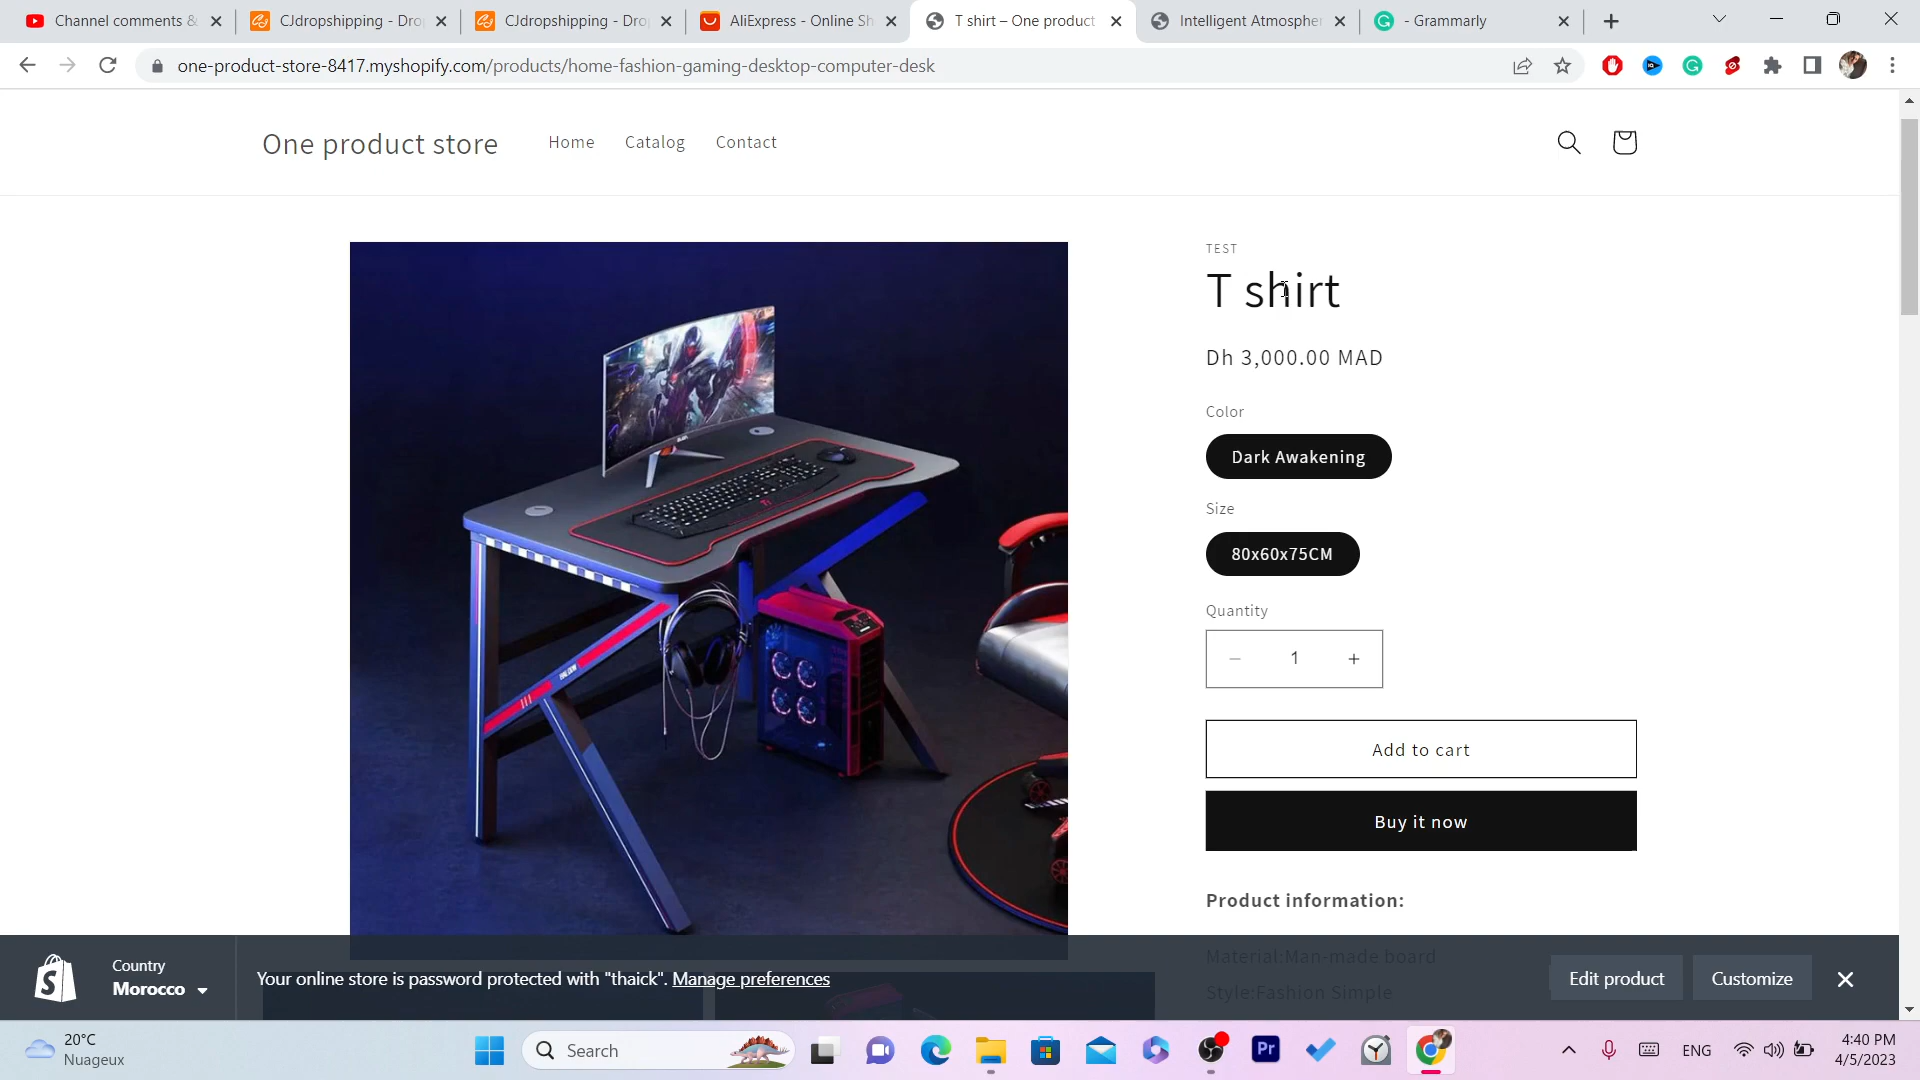 Channel comments &
CJdropshipping - Dro
CJdropshipping - Dro
AliExpress - Online Sh
T shirt – One product
Intelligent Atmosphe
- Grammarly
one-product-store-8417.myshopify.com/products/home-fashion-gaming-desktop-computer-desk
One product store
Home
Catalog
Contact
TEST
T shirt
Dh 3,000.00 MAD
Color
Dark Awakening
Size
80x60x75CM
Quantity
1
Add to cart
Buy it now
Product information:
Material:Man-made board
Style:Fashion Simple
Country
Morocco
Your online store is password protected with "thaick". Manage preferences
Edit product
Customize
20°C
Nuageux
Search
Pr
ENG
4:40 PM
4/5/2023